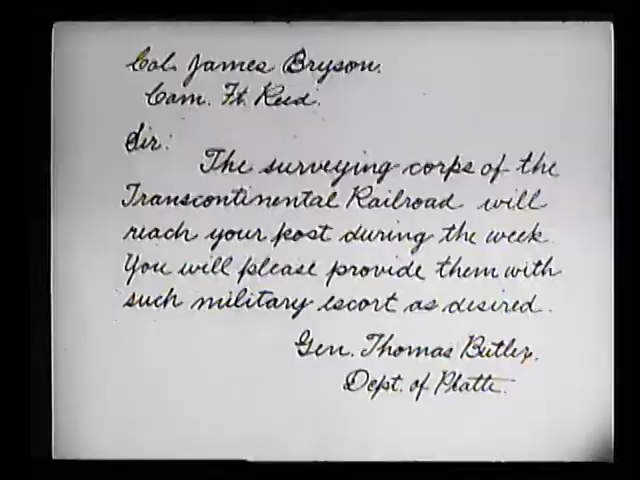 Col. James Bryson.
Com. Ft. Reed.
Sir:
The surveying corps of the
Transcontinental Railroad will
reach your post during the week.
You will please provide them with
such military escort as desired.
Gen. Thomas Butler.
Dept. of Platte.